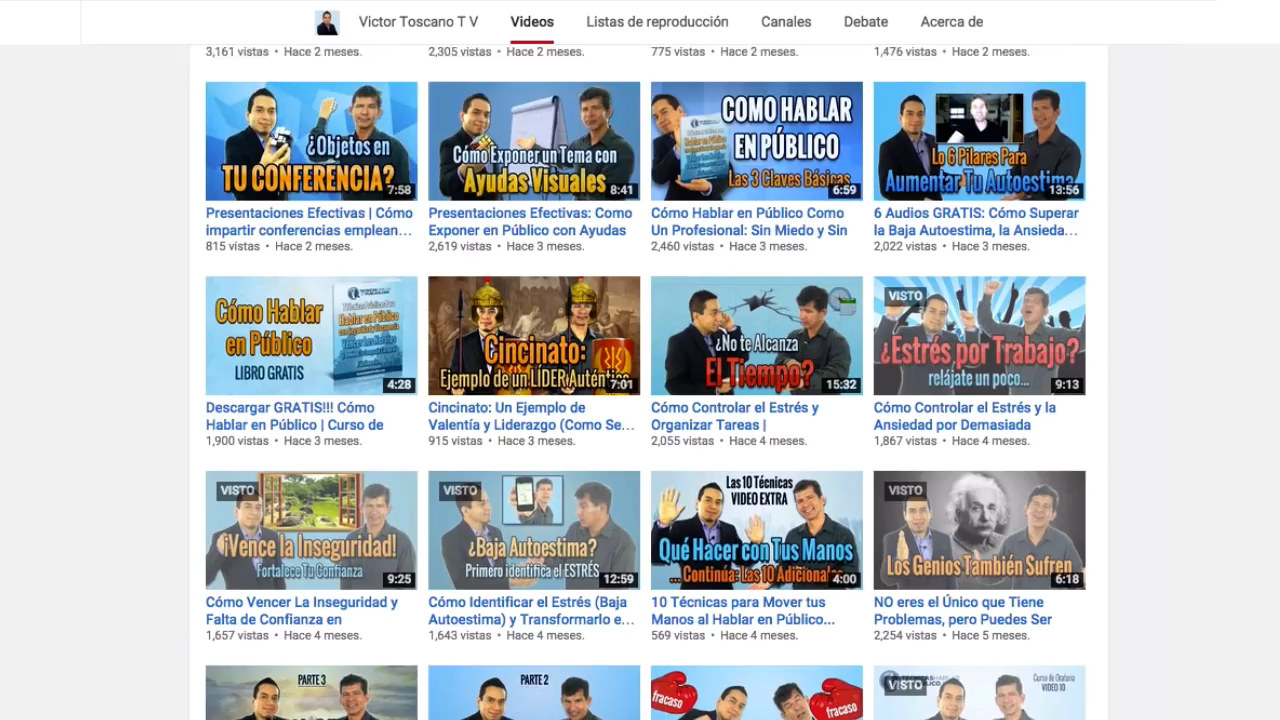 Victor Toscano T V
Videos
Listas de reproducción
Canales
Debate
Acerca de
3,161 vistas • Hace 2 meses.
2,305 vistas • Hace 2 meses.
775 vistas • Hace 2 meses.
1,476 vistas • Hace 2 meses.
¿Objetos en
TU CONFERENCIA?
7:58
Presentaciones Efectivas | Cómo
impartir conferencias emplean...
815 vistas • Hace 2 meses.
Cómo Exponer un Tema con
Ayudas Visuales
8:41
Presentaciones Efectivas: Como
Exponer en Público con Ayudas
2,619 vistas • Hace 3 meses.
COMO HABLAR
EN PÚBLICO
Las 3 Claves Básicas
6:59
Cómo Hablar en Público Como
Un Profesional: Sin Miedo y Sin
2,460 vistas • Hace 3 meses.
Lo 6 Pilares Para
Aumentar Tu Autoestima
13:56
6 Audios GRATIS: Cómo Superar
la Baja Autoestima, la Ansieda...
2,022 vistas • Hace 3 meses.
Cómo Hablar
en Público
LIBRO GRATIS
Hablar en Público
4:28
Descargar GRATIS!!! Cómo
Hablar en Público | Curso de
1,900 vistas • Hace 3 meses.
Cincinato:
Ejemplo de un LÍDER Auténtico
7:01
Cincinato: Un Ejemplo de
Valentía y Liderazgo (Como Se...
915 vistas • Hace 3 meses.
¿No te Alcanza
El Tiempo?
15:32
Cómo Controlar el Estrés y
Organizar Tareas |
2,055 vistas • Hace 4 meses.
VISTO
¿Estrés por Trabajo?
relájate un poco...
9:13
Cómo Controlar el Estrés y la
Ansiedad por Demasiada
1,867 vistas • Hace 4 meses.
VISTO
¡Vence la Inseguridad!
Fortalece Tu Confianza
9:25
Cómo Vencer La Inseguridad y
Falta de Confianza en
1,657 vistas • Hace 4 meses.
VISTO
¿Baja Autoestima?
Primero identifica el ESTRÉS
12:59
Cómo Identificar el Estrés (Baja
Autoestima) y Transformarlo e...
1,643 vistas • Hace 4 meses.
Las 10 Técnicas
VIDEO EXTRA
Qué Hacer con Tus Manos
... Continúa: Las 10 Adicionales
4:00
10 Técnicas para Mover tus
Manos al Hablar en Público...
569 vistas • Hace 4 meses.
VISTO
Los Genios También Sufren
6:18
NO eres el Único que Tiene
Problemas, pero Puedes Ser
2,254 vistas • Hace 5 meses.
PARTE 3
PARTE 2
fracaso
fracaso
VISTO
Curso de Oratoria
VIDEO 10